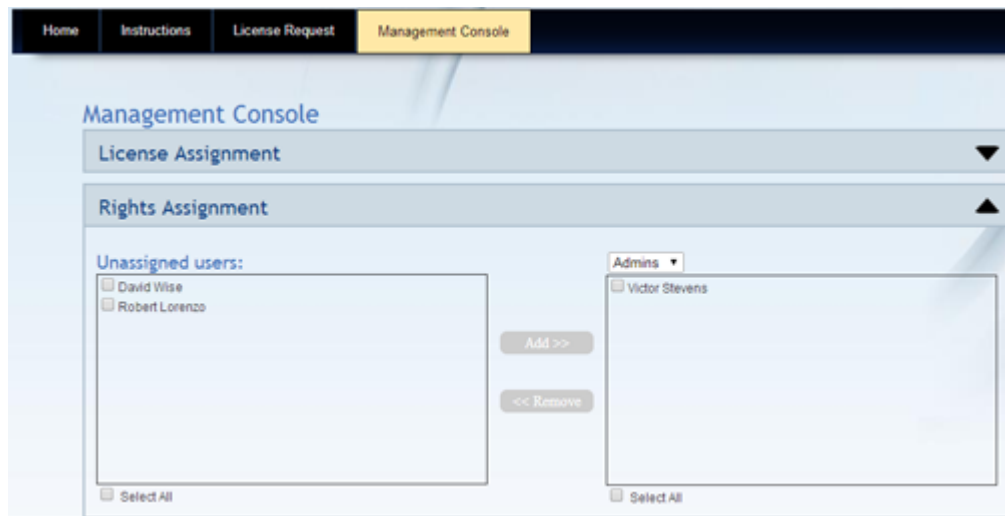 Home Instructions License Request Management Console
Management Console
License Assignment
Rights Assignment
Unassigned users:
Admins
David Wise
Robert Lorenzo
Victor Stevens
Add >>
<< Remove
Select All
Select All